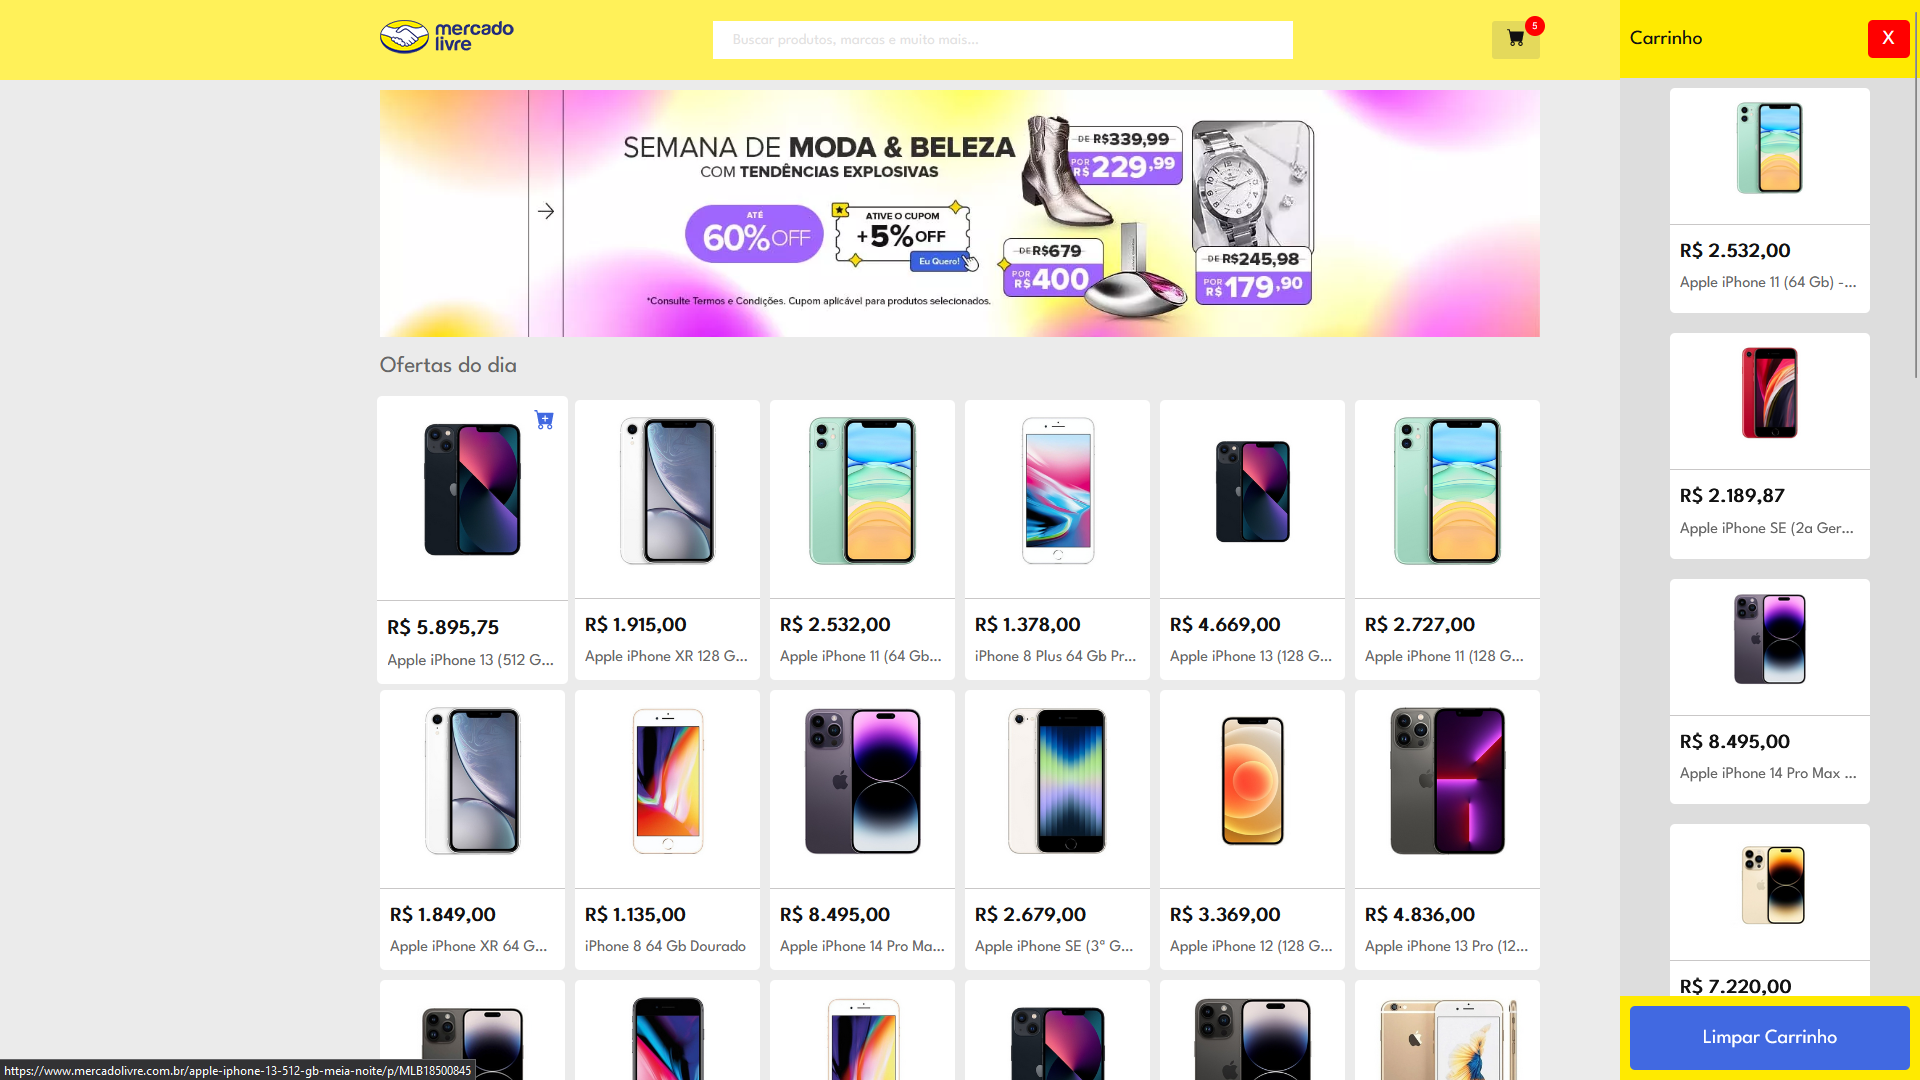 mercado
livre
Buscar produtos, marcas e muito mais...
5
Carrinho
X
SEMANA DE MODA & BELEZA
COM TENDÊNCIAS EXPLOSIVAS
ATÉ
60% OFF
ATIVE O CUPOM
+5% OFF
Eu Quero!
*Consulte Termos e Condições. Cupom aplicável para produtos selecionados.
DE R$339,99
POR R$ 229,99
DE R$679
POR R$ 400
DE R$245,98
POR R$ 179,90
Ofertas do dia
R$ 5.895,75
Apple iPhone 13 (512 G...
R$ 1.915,00
Apple iPhone XR 128 G...
R$ 2.532,00
Apple iPhone 11 (64 Gb...
R$ 1.378,00
iPhone 8 Plus 64 Gb Pr...
R$ 4.669,00
Apple iPhone 13 (128 G...
R$ 2.727,00
Apple iPhone 11 (128 G...
R$ 1.849,00
Apple iPhone XR 64 G...
R$ 1.135,00
iPhone 8 64 Gb Dourado
R$ 8.495,00
Apple iPhone 14 Pro Ma...
R$ 2.679,00
Apple iPhone SE (3° G...
R$ 3.369,00
Apple iPhone 12 (128 G...
R$ 4.836,00
Apple iPhone 13 Pro (12...
R$ 2.532,00
Apple iPhone 11 (64 Gb) -...
R$ 2.189,87
Apple iPhone SE (2a Ger...
R$ 8.495,00
Apple iPhone 14 Pro Max ...
R$ 7.220,00
Limpar Carrinho
https://www.mercadolivre.com.br/apple-iphone-13-512-gb-meia-noite/p/MLB18500845